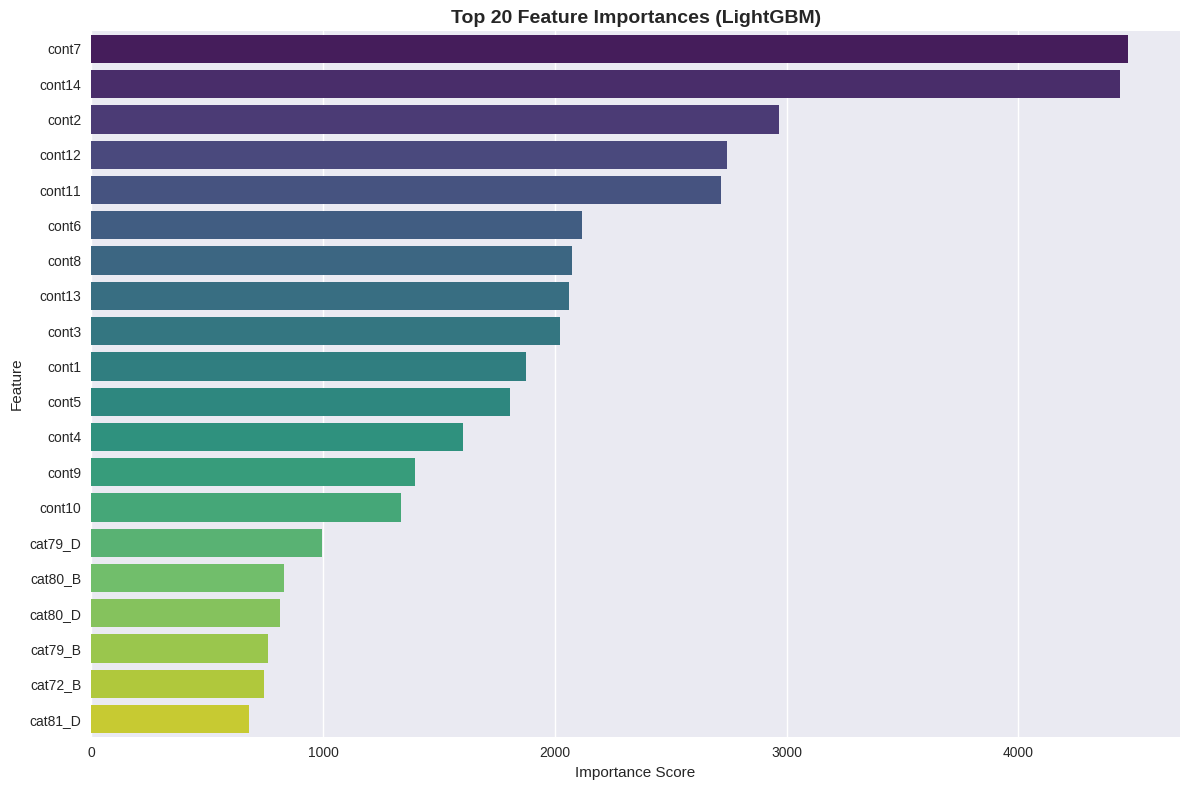 Top 20 Feature Importances (LightGBM)
cont7
cont14
cont2
cont12
cont11
cont6
cont8
cont13
cont3
cont1
cont5
cont4
cont9
cont10
cat79_D
cat80_B
cat80_D
cat79_B
cat72_B
cat81_D
Feature
0 1000 2000 3000 4000
Importance Score